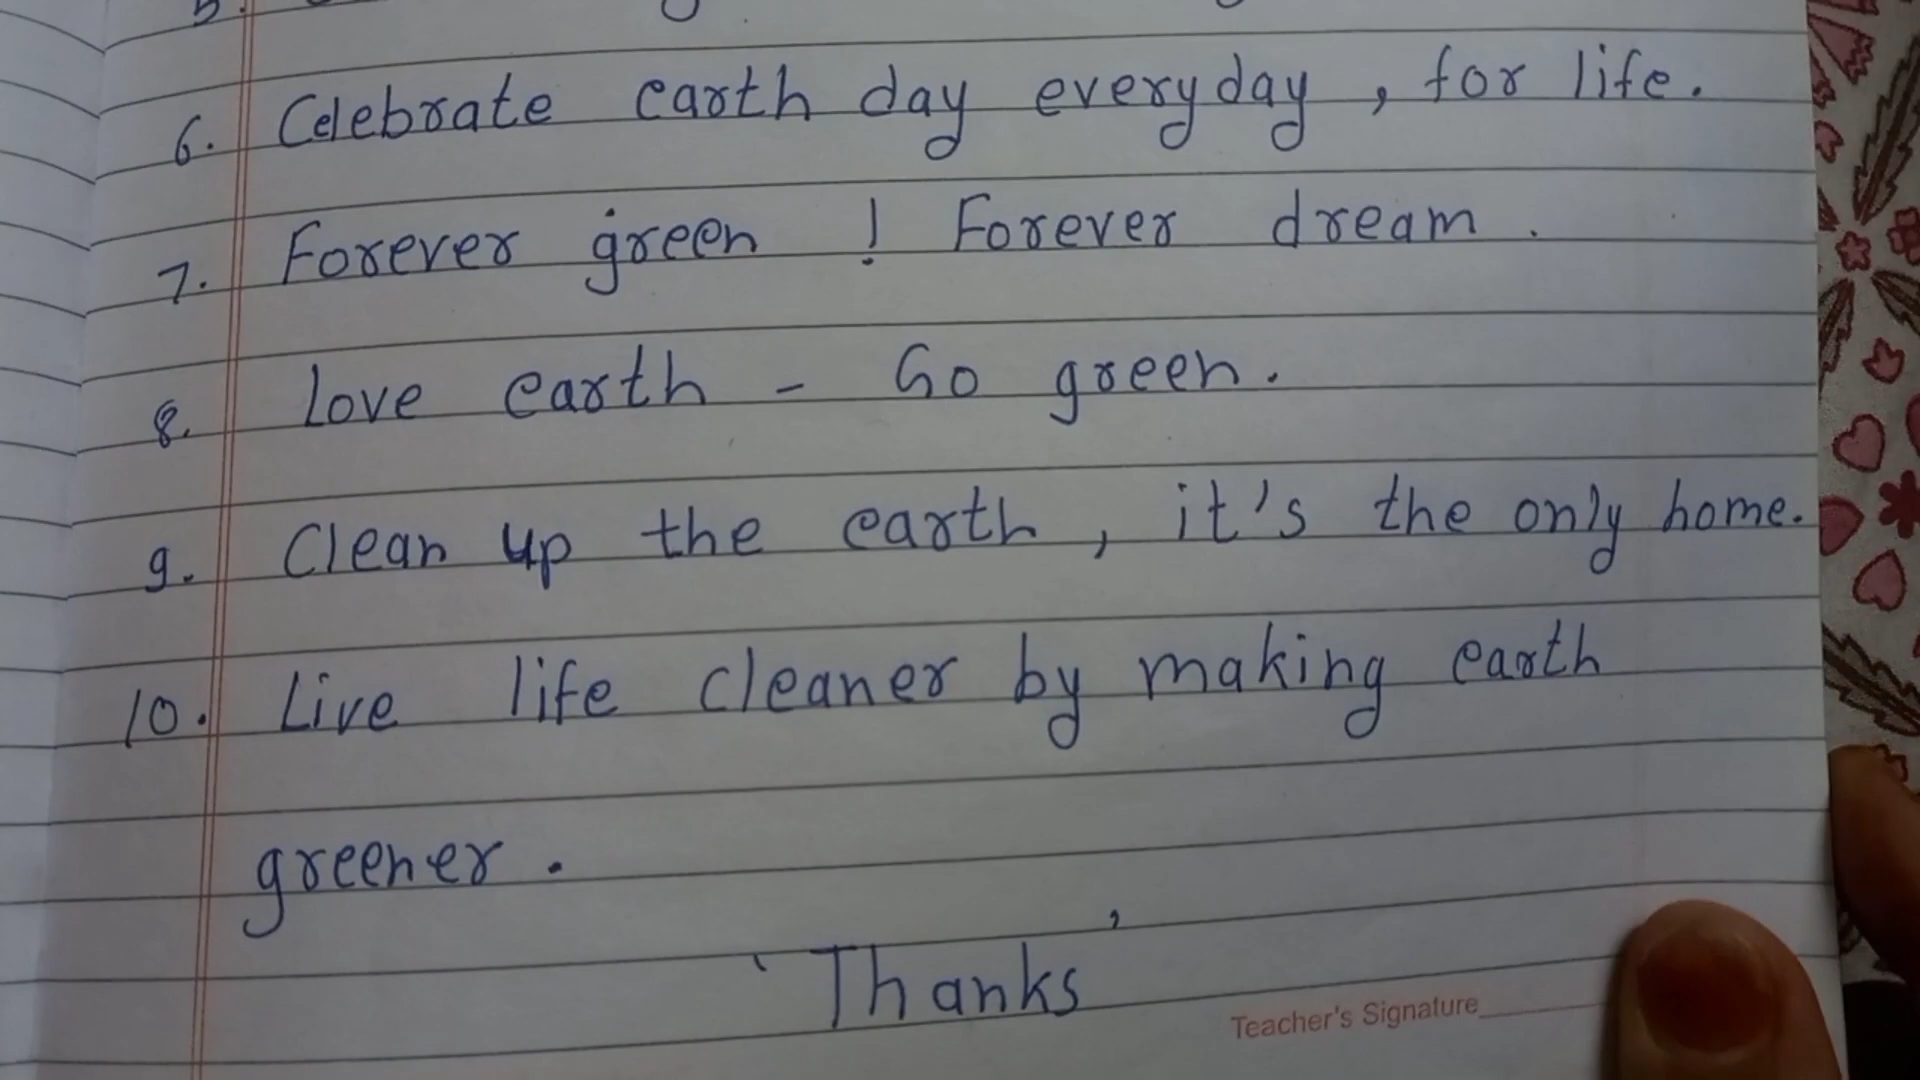 5.
6. Celebrate earth day everyday , for life.
7. Forever green ! Forever dream .
8. Love earth - Go green .
9. Clean up the earth , it's the only home.
10. Live life cleaner by making earth
greener .
'Thanks'
Teacher's Signature